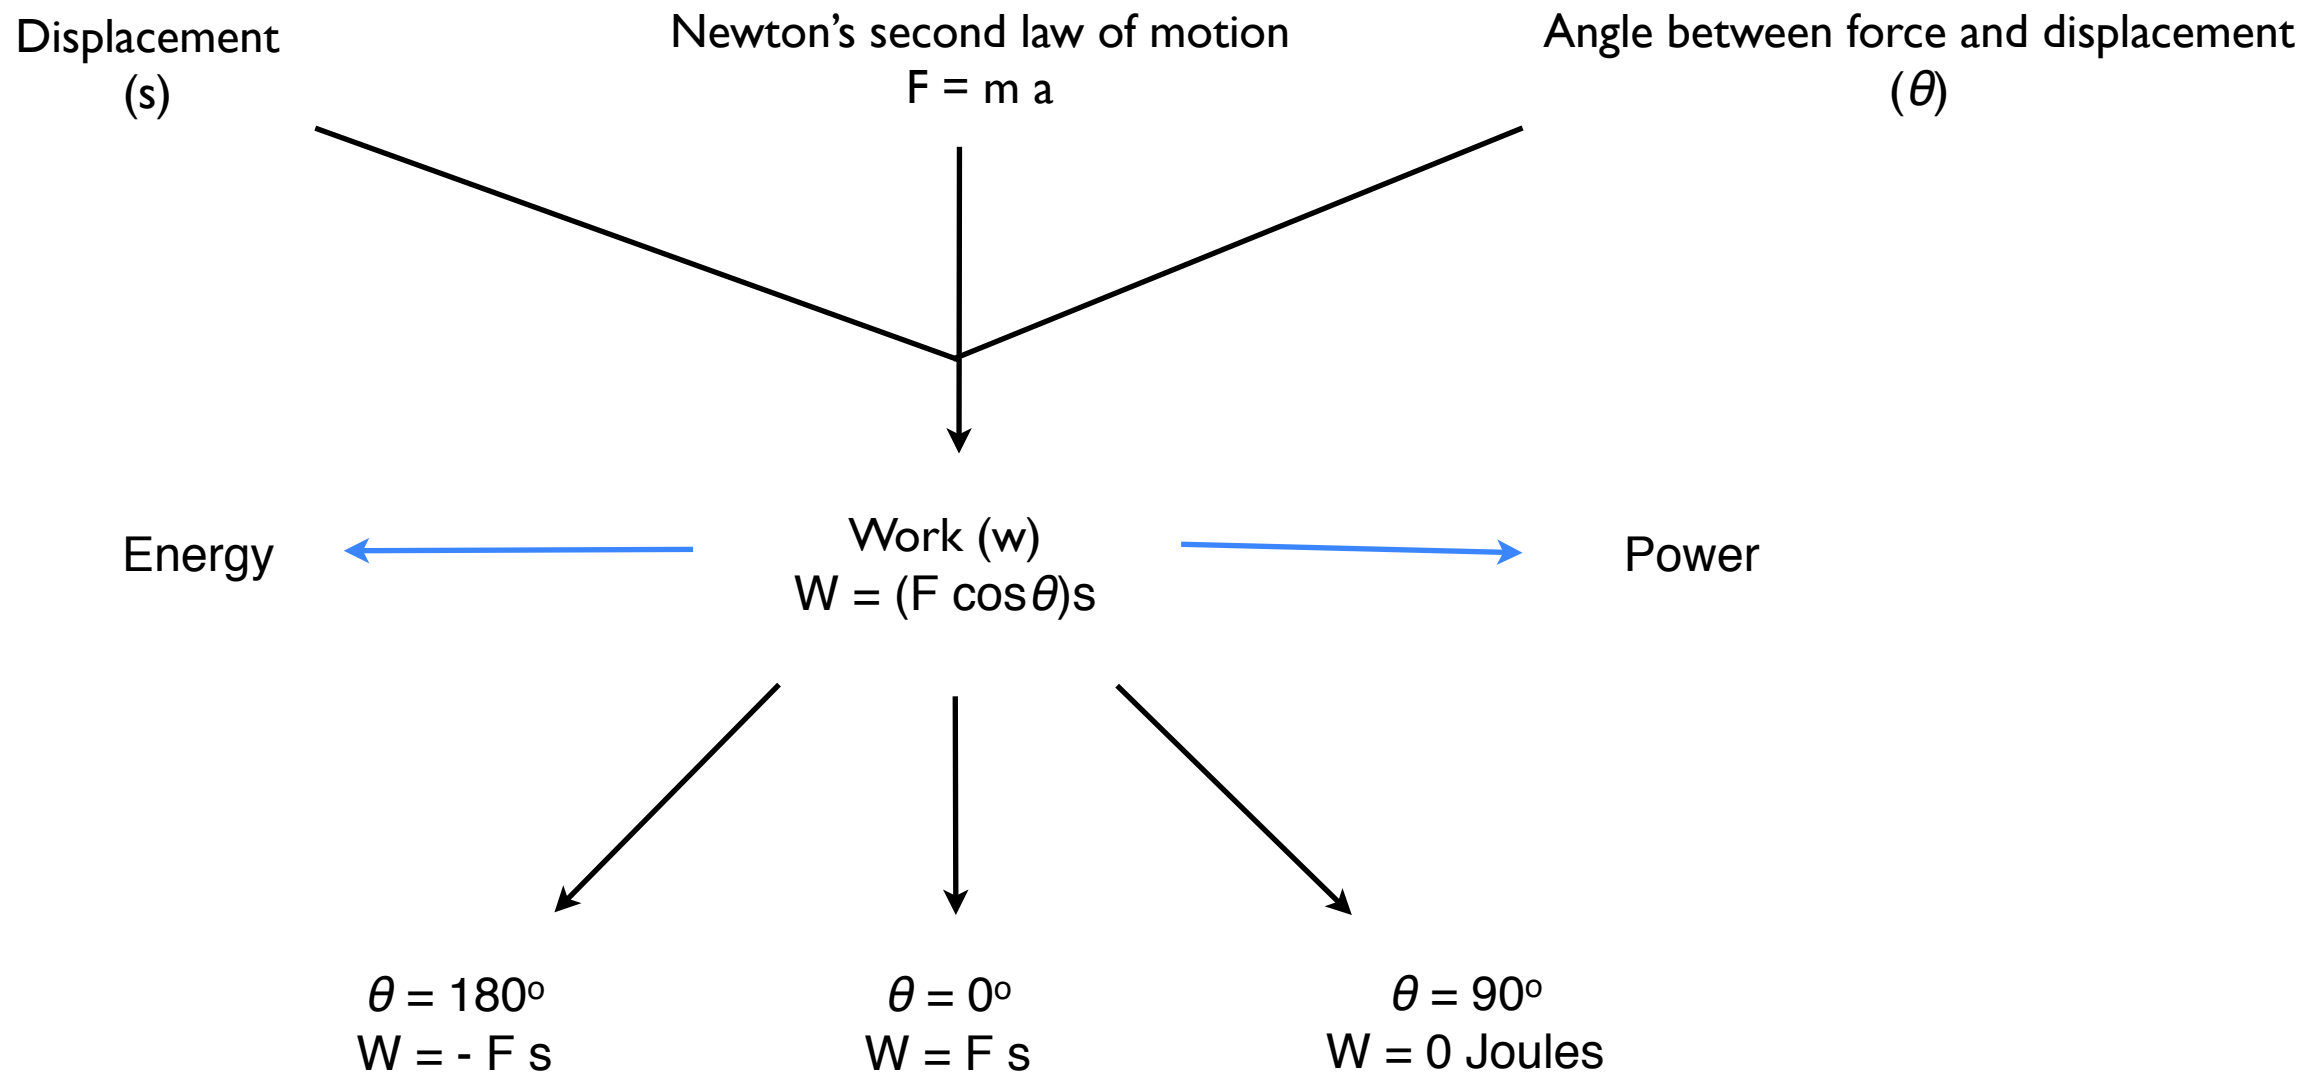 Displacement
(s)
Newton’s second law of motion
F = m a
Angle between force and displacement
(θ)
Energy
Work (w)
W = (F cosθ)s
Power
θ = 180º
W = - F s
θ = 0º
W = F s
θ = 90º
W = 0 Joules